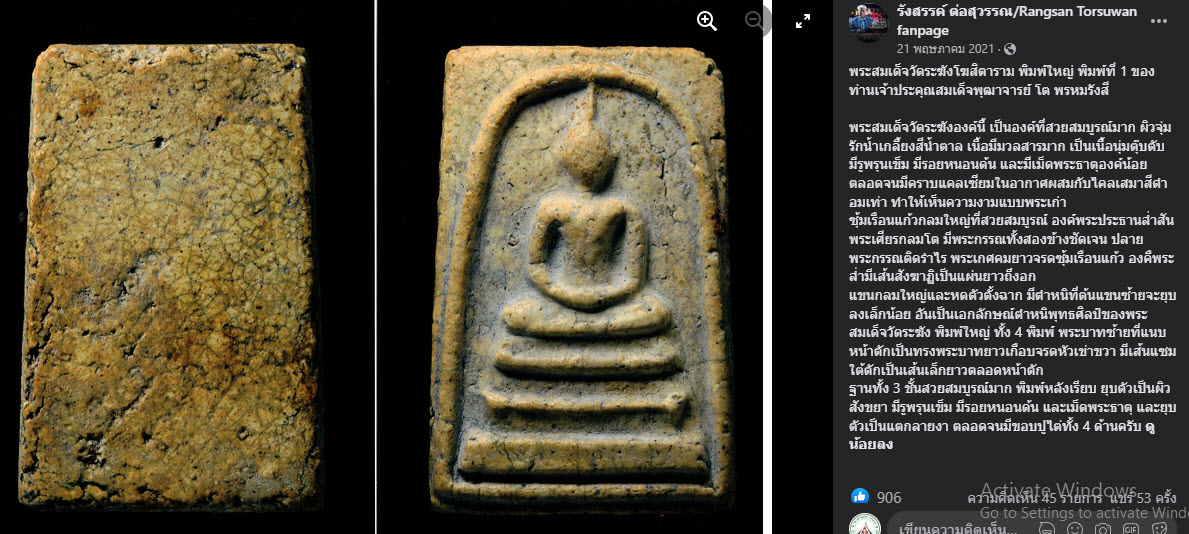 รังสรรค์ ต่อสุวรรณ/Rangsan Torsuwan
fanpage
21 พฤษภาคม 2021 ·
พระสมเด็จวัดระฆังโฆสิตาราม พิมพ์ใหญ่ พิมพ์ที่ 1 ของ
ท่านเจ้าประคุณสมเด็จพุฒาจารย์ โต พรหมรังสี
พระสมเด็จวัดระฆังองค์นี้ เป็นองค์ที่สวยสมบูรณ์มาก ผิวจุ่ม
รักน้ำเกลี้ยงสีน้ำตาล เนื้อมีมวลสารมาก เป็นเนื้อนุ่มตุ๊บตั๊บ
มีรูพรุนเข็ม มีรอยหนอนด้น และมีเม็ดพระธาตุองค์น้อย
ตลอดจนมีคราบแคลเซียมในอากาศผสมกับไคลเสมาสีดำ
อมเทา ทำให้เห็นความงามแบบพระเก่า
ซุ้มเรือนแก้วกลมใหญ่ที่สวยสมบูรณ์ องค์พระประธานล่ำสัน
พระเศียรกลมโต มีพระกรรณทั้งสองข้างชัดเจน ปลาย
พระกรรณติดรำไร พระเกศคมยาวจรดซุ้มเรือนแก้ว องค์พระ
ล่ำมีเส้นสังฆาฏิเป็นแผ่นยาวถึงอก
แขนกลมใหญ่และหดตัวตั้งฉาก มีตำหนิที่ต้นแขนซ้ายจะยุบ
ลงเล็กน้อย อันเป็นเอกลักษณ์ตำหนิพุทธศิลป์ของพระ
สมเด็จวัดระฆัง พิมพ์ใหญ่ ทั้ง 4 พิมพ์ พระบาทซ้ายที่แนบ
หน้าตักเป็นทรงพระบาทยาวเกือบจรดหัวเข่าขวา มีเส้นแซม
ใต้ตักเป็นเส้นเล็กยาวตลอดหน้าตัก
ฐานทั้ง 3 ชั้นสวยสมบูรณ์มาก พิมพ์หลังเรียบ ยุบตัวเป็นผิว
สังขยา มีรูพรุนเข็ม มีรอยหนอนด้น และเม็ดพระธาตุ และยุบ
ตัวเป็นแตกลายงา ตลอดจนมีขอบปูไต่ทั้ง 4 ด้านครับ ดู
น้อยลง
906 ความคิดเห็น 45 รายการ แชร์ 53 ครั้ง
Activate Windows
Go to Settings to activate Wind
เขียนความคิดเห็น...
GIF